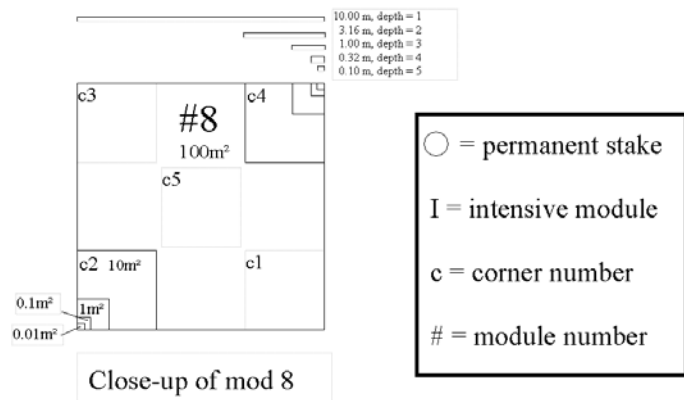 10.00 m, depth = 1
3.16 m, depth = 2
1.00 m, depth = 3
0.32 m, depth = 4
0.10 m, depth = 5
c3
#8
c4
100m²
c5
c2 10m²
c1
0.1m²
1m²
0.01m²
Close-up of mod 8
◯ = permanent stake
I = intensive module
c = corner number
# = module number